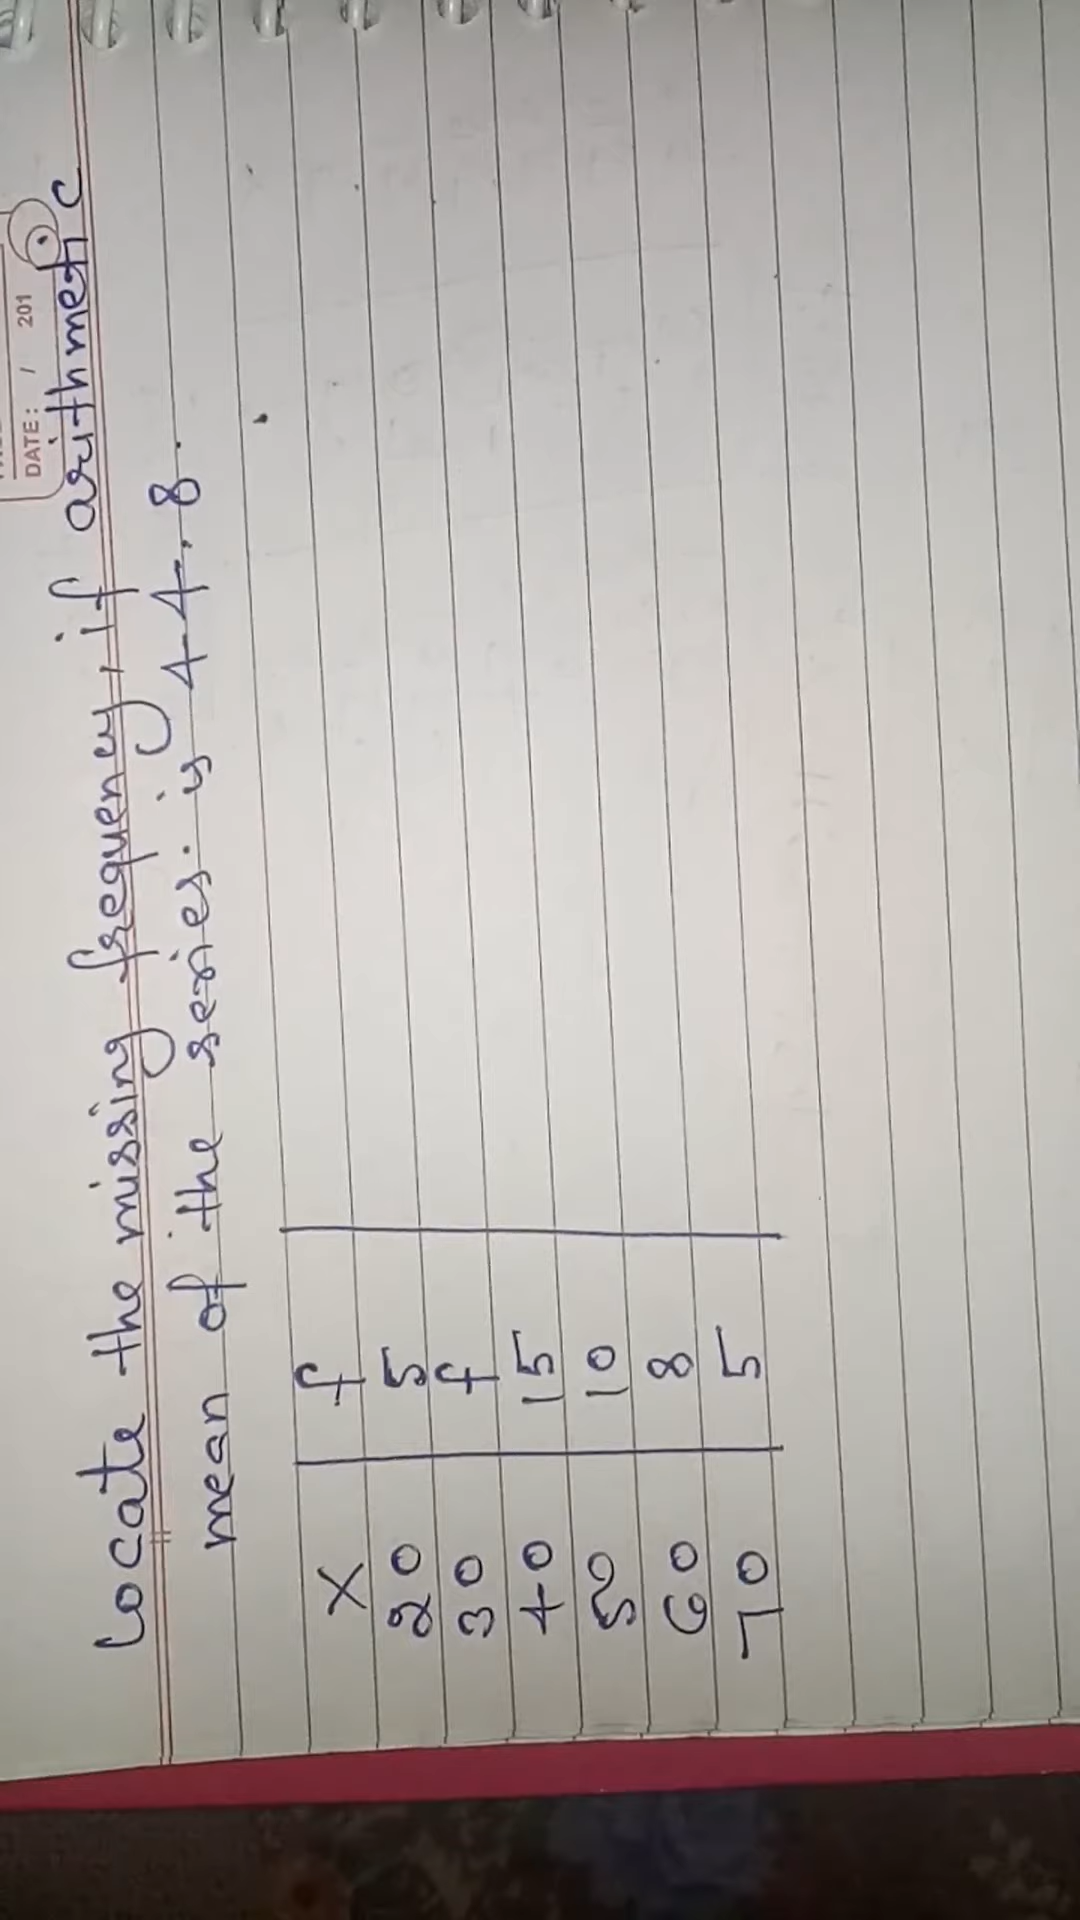 DATE: / 201
Locate the missing frequency, if arithmetic
mean of the series. is 44.8.
X f
20 5
30 f
40 15
50 10
60 8
70 5